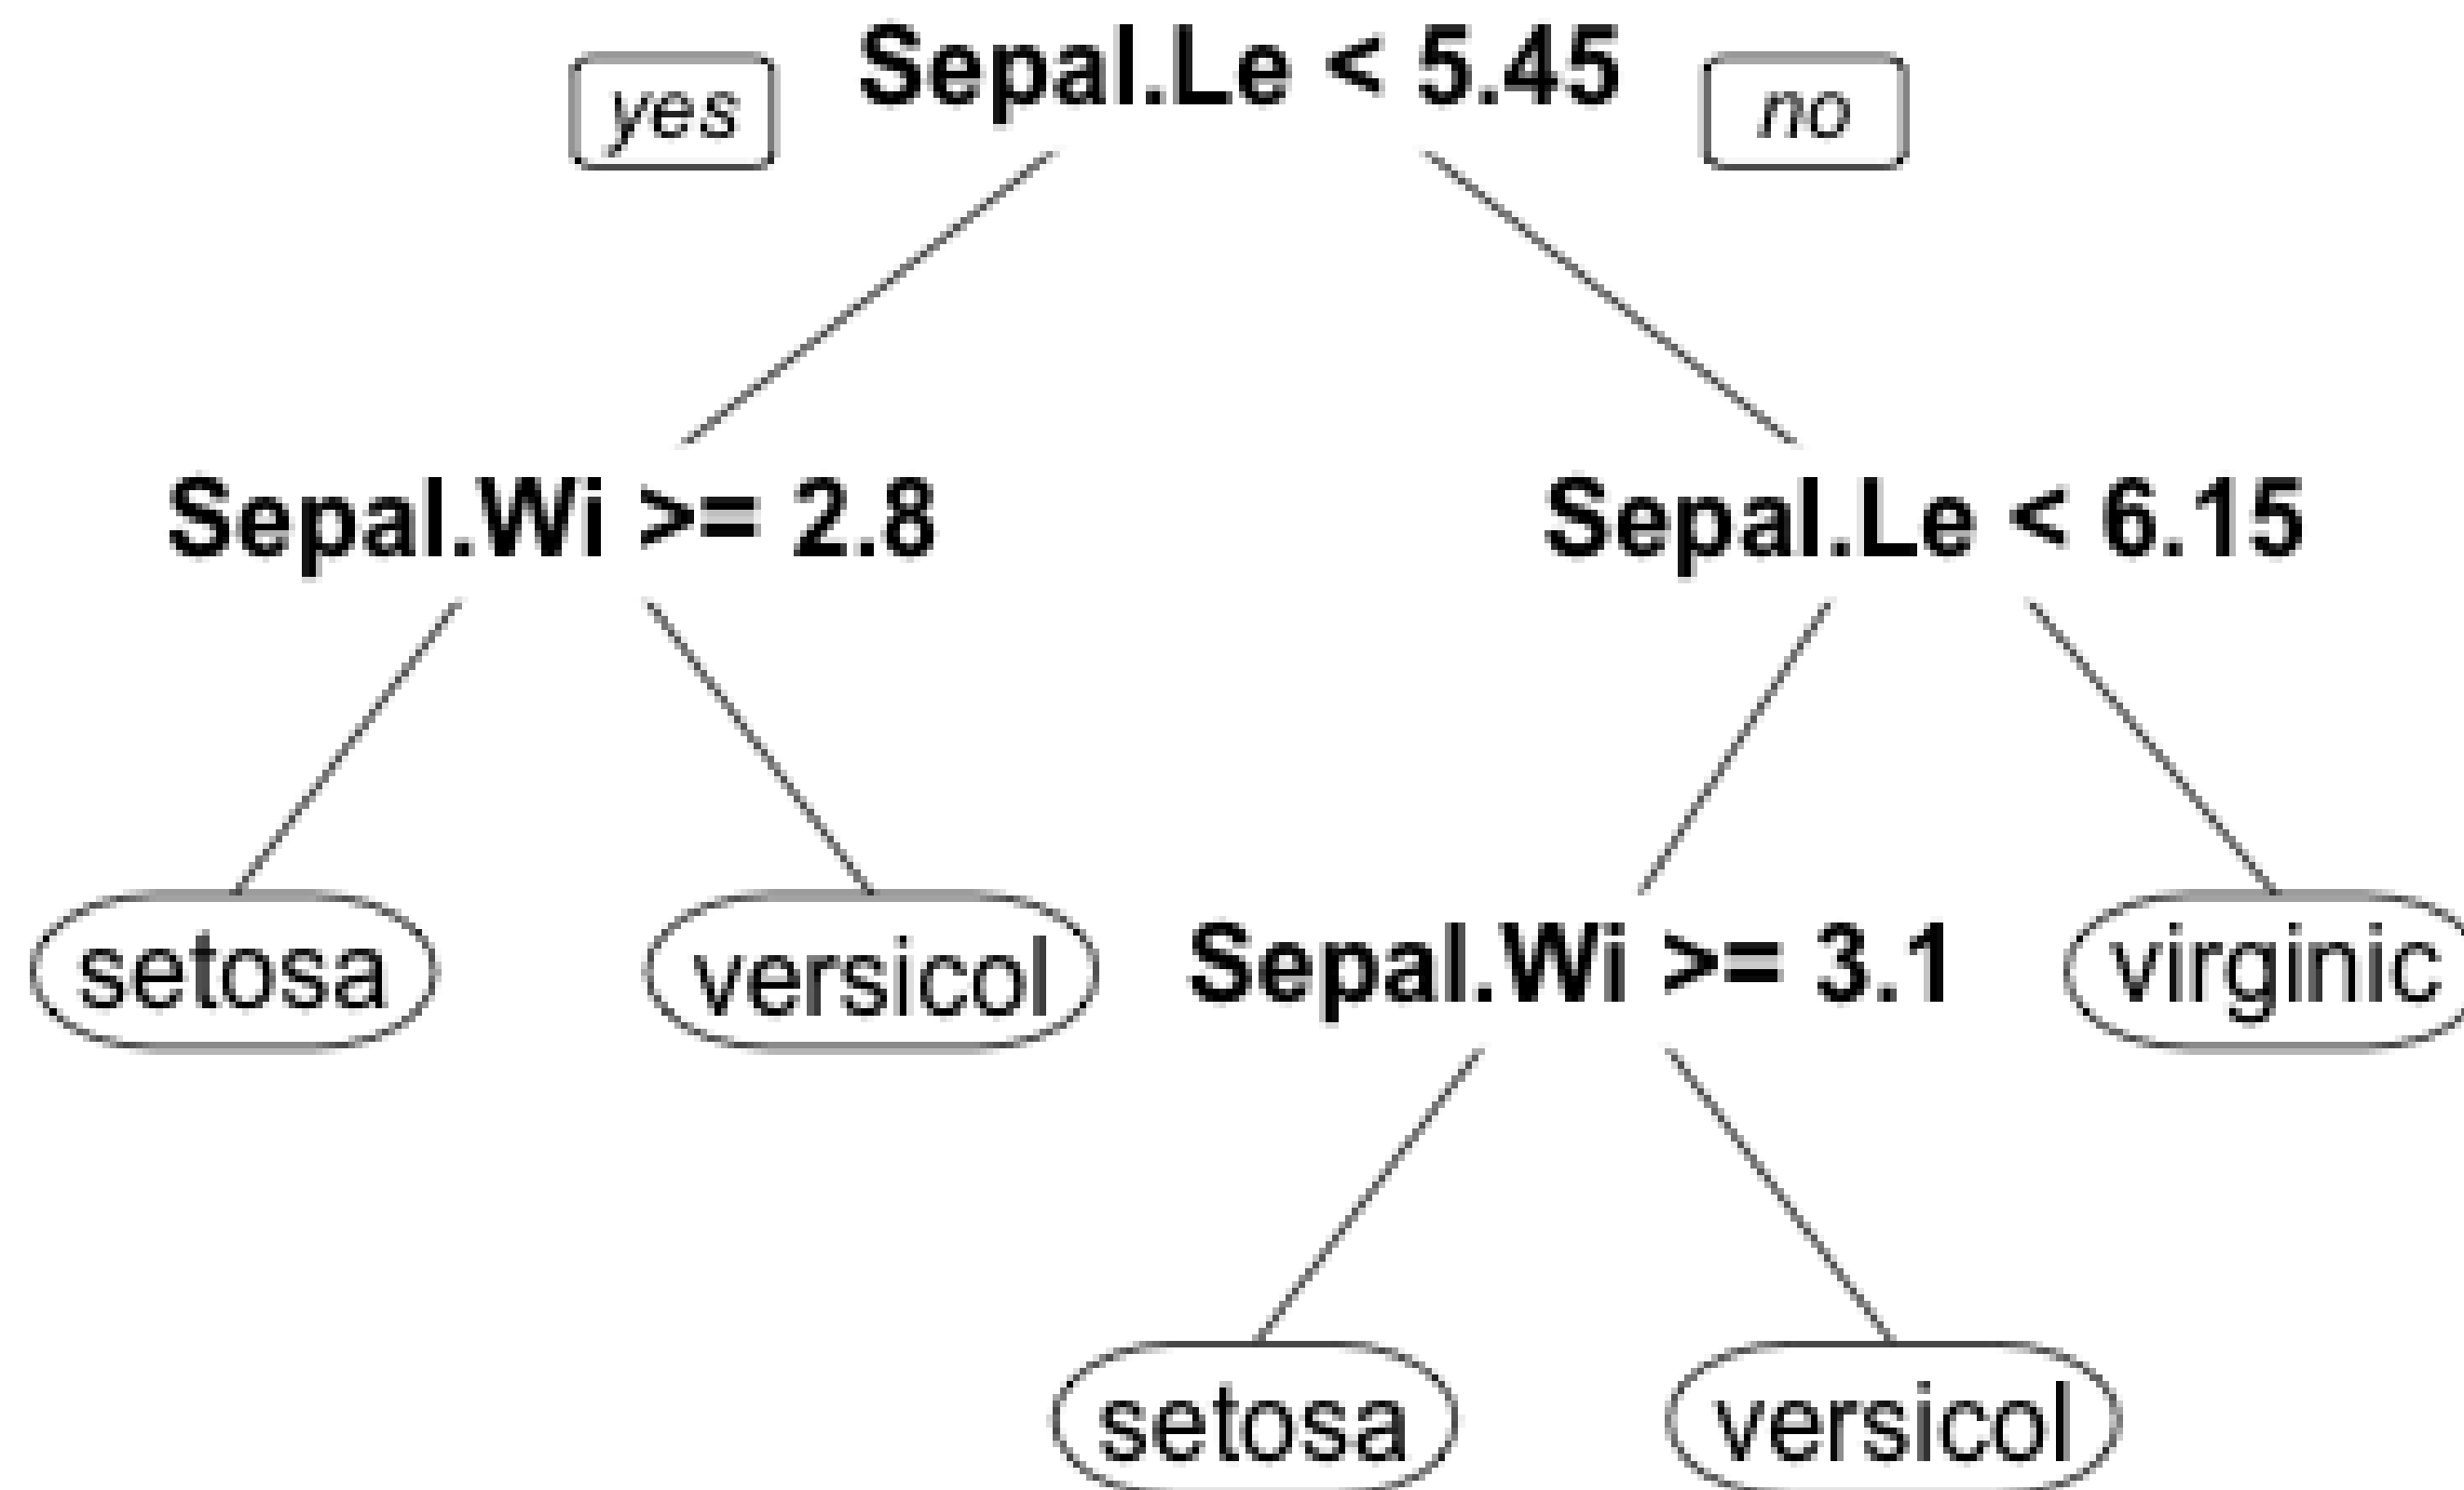 Sepal.Le < 5.45
yes
no
Sepal.Wi >= 2.8
Sepal.Le < 6.15
setosa
versicol
Sepal.Wi >= 3.1
virginic
setosa
versicol